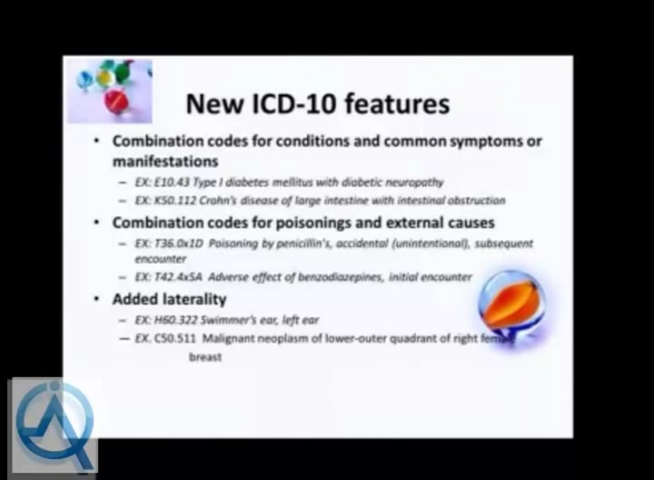 New ICD-10 features
• Combination codes for conditions and common symptoms or
manifestations
– EX: E10.43 Type I diabetes mellitus with diabetic neuropathy
– EX: K50.112 Crohn's disease of large intestine with intestinal obstruction
• Combination codes for poisonings and external causes
– EX: T36.0x1D Poisoning by penicillin's, accidental (unintentional), subsequent
encounter
– EX: T42.4x5A Adverse effect of benzodiazepines, initial encounter
• Added laterality
– EX: H60.322 Swimmer's ear, left ear
– EX. C50.511 Malignant neoplasm of lower-outer quadrant of right female
breast